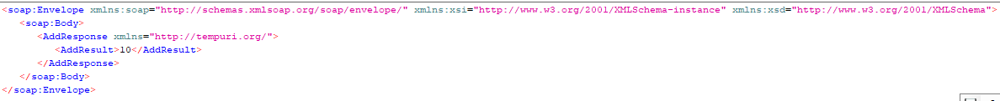 <soap:Envelope xmlns:soap="http://schemas.xmlsoap.org/soap/envelope/" xmlns:xsi="http://www.w3.org/2001/XMLSchema-instance" xmlns:xsd="http://www.w3.org/2001/XMLSchema">
<soap:Body>
<AddResponse xmlns="http://tempuri.org/">
<AddResult>10</AddResult>
</AddResponse>
</soap:Body>
</soap:Envelope>